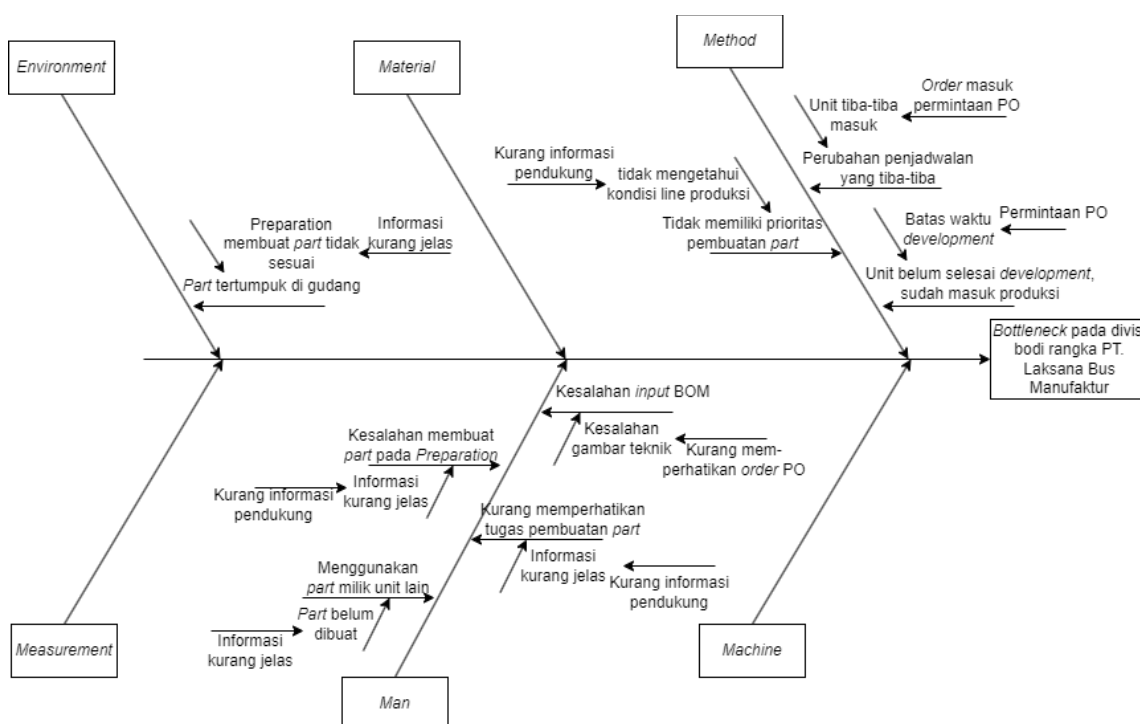 Environment
Material
Method
Unit tiba-tiba
masuk
Order masuk
permintaan PO
Perubahan penjadwalan
yang tiba-tiba
Kurang informasi
pendukung
tidak mengetahui
kondisi line produksi
Tidak memiliki prioritas
pembuatan part
Batas waktu
development
Permintaan PO
Unit belum selesai development,
sudah masuk produksi
Preparation
membuat part tidak
sesuai
Informasi
kurang jelas
Part tertumpuk di gudang
Bottleneck pada divis
bodi rangka PT.
Laksana Bus
Manufaktur
Kesalahan input BOM
Kesalahan
gambar teknik
Kurang mem-
perhatikan order PO
Kesalahan membuat
part pada Preparation
Kurang informasi
pendukung
Informasi
kurang jelas
Kurang memperhatikan
tugas pembuatan part
Informasi
kurang jelas
Kurang informasi
pendukung
Menggunakan
part milik unit lain
Part belum
dibuat
Informasi
kurang jelas
Measurement
Man
Machine